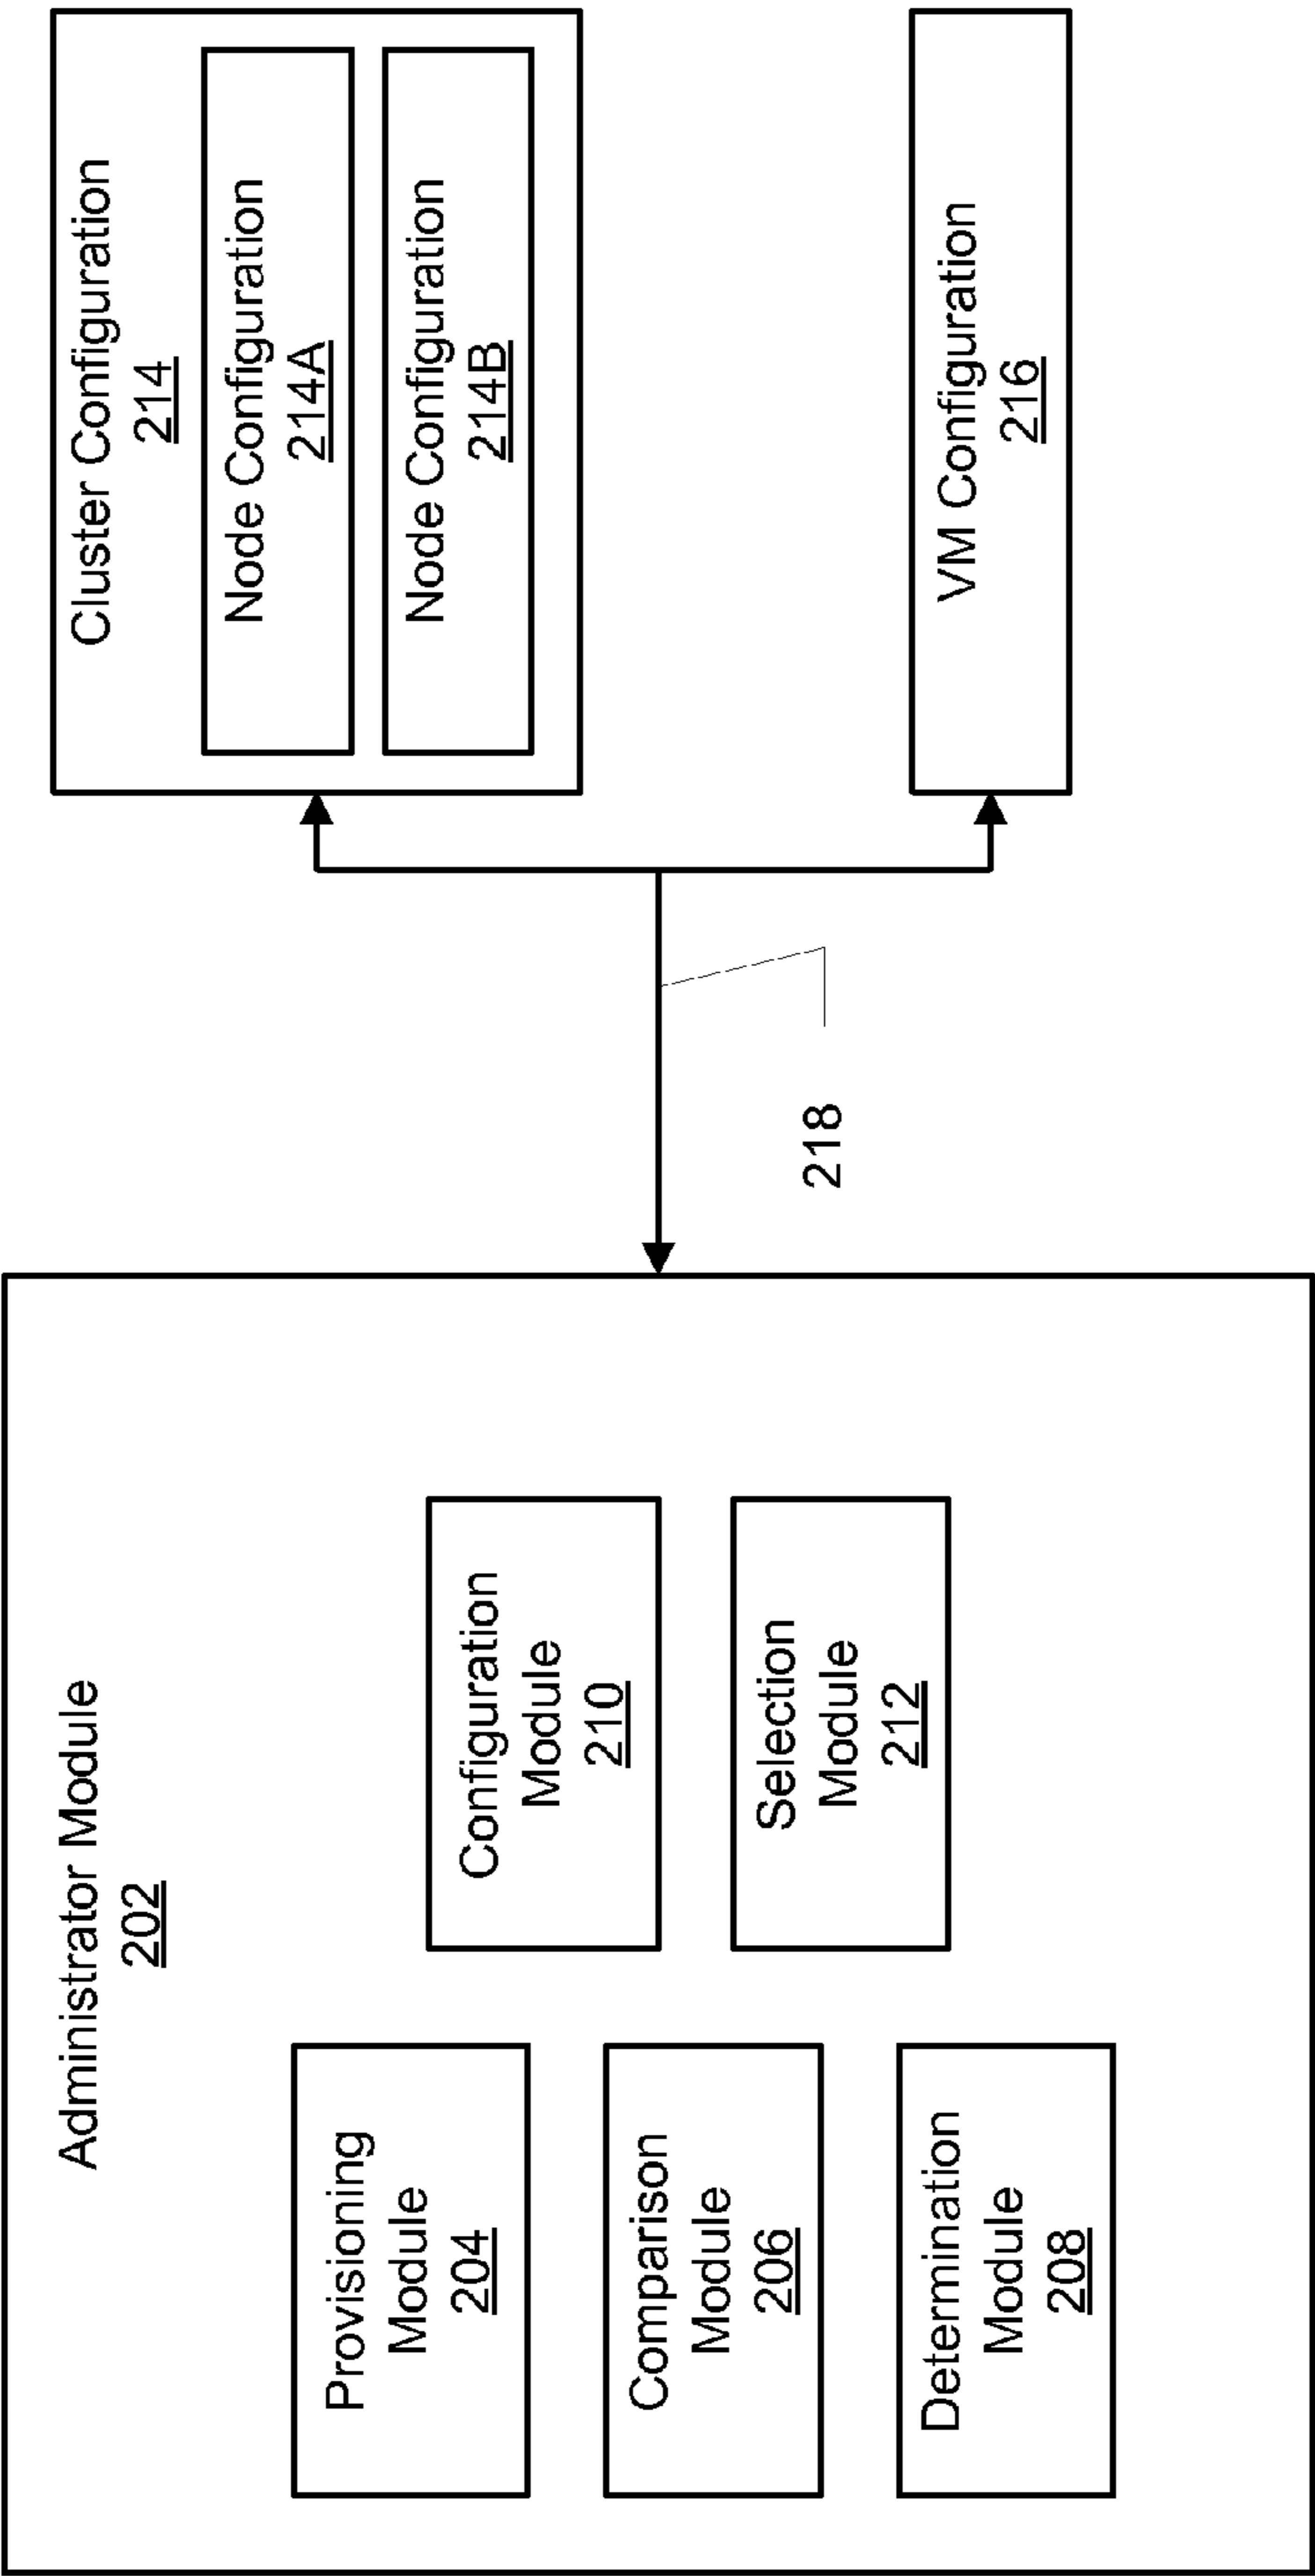 Administrator Module
202
Provisioning
Module
204
Comparison
Module
206
Determination
Module
208
Configuration
Module
210
Selection
Module
212
218
Cluster Configuration
214
Node Configuration
214A
Node Configuration
214B
VM Configuration
216